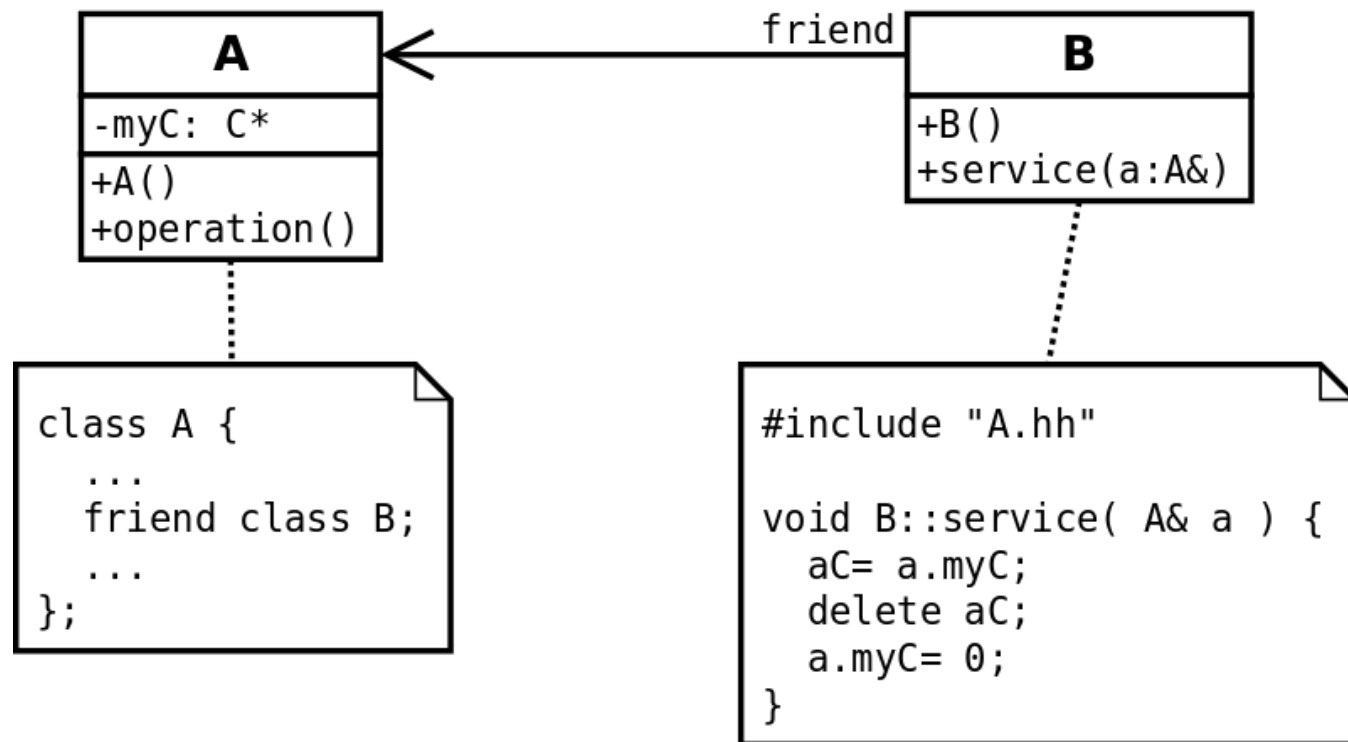 A
-myC: C*
+A()
+operation()
friend
B
+B()
+service(a:A&)
class A {
  ...
  friend class B;
  ...
};
#include "A.hh"
void B::service( A& a ) {
  aC= a.myC;
  delete aC;
  a.myC= 0;
}